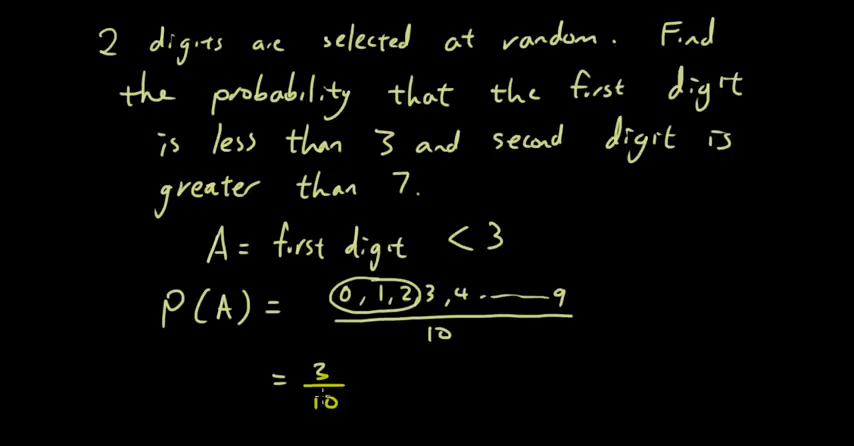 2 digits are selected at random. Find
the probability that the first digit
is less than 3 and second digit is
greater than 7.
A = first digit < 3
P(A) = 0, 1, 2, 3, 4 ——— 9
10
= 3
10